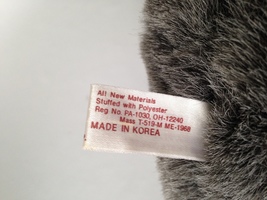 All New Materials
Stuffed with Polyester
Reg No. PA-1030, OH-12240
Mass T-519-M ME-1968
MADE IN KOREA